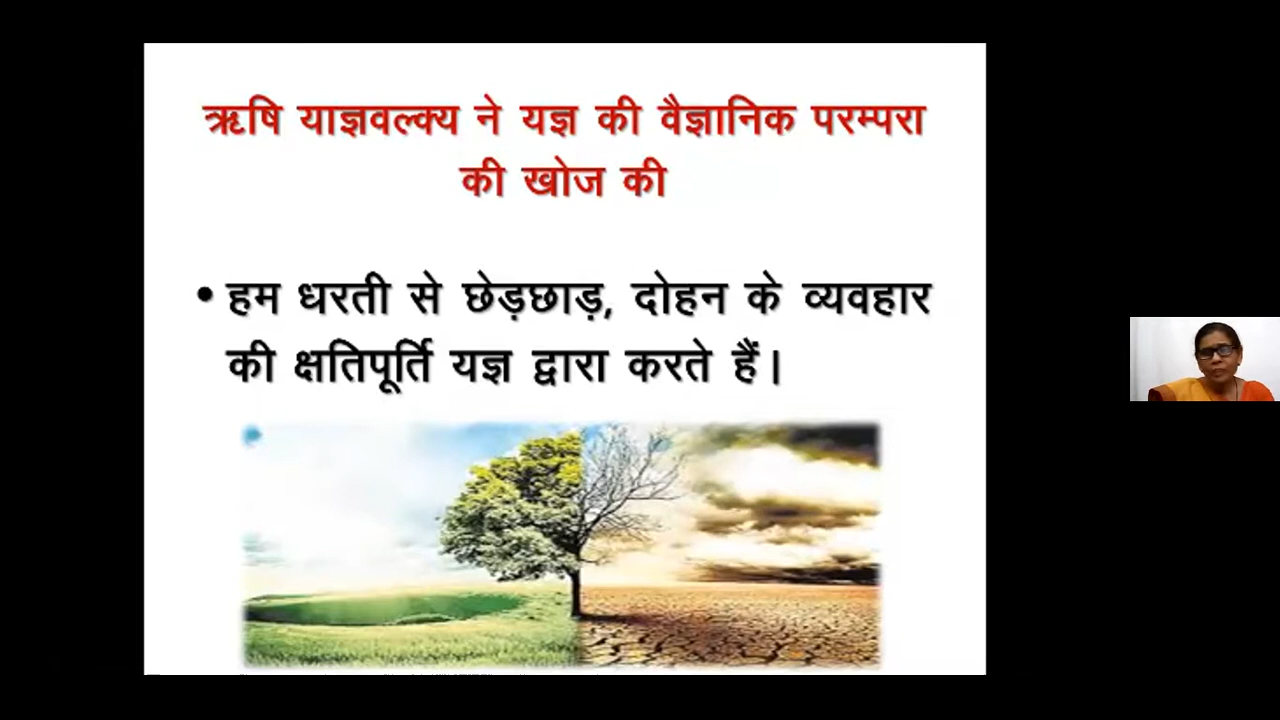 ऋषि याज्ञवल्क्य ने यज्ञ की वैज्ञानिक परम्परा
की खोज की
• हम धरती से छेड़छाड़, दोहन के व्यवहार
की क्षतिपूर्ति यज्ञ द्वारा करते हैं।